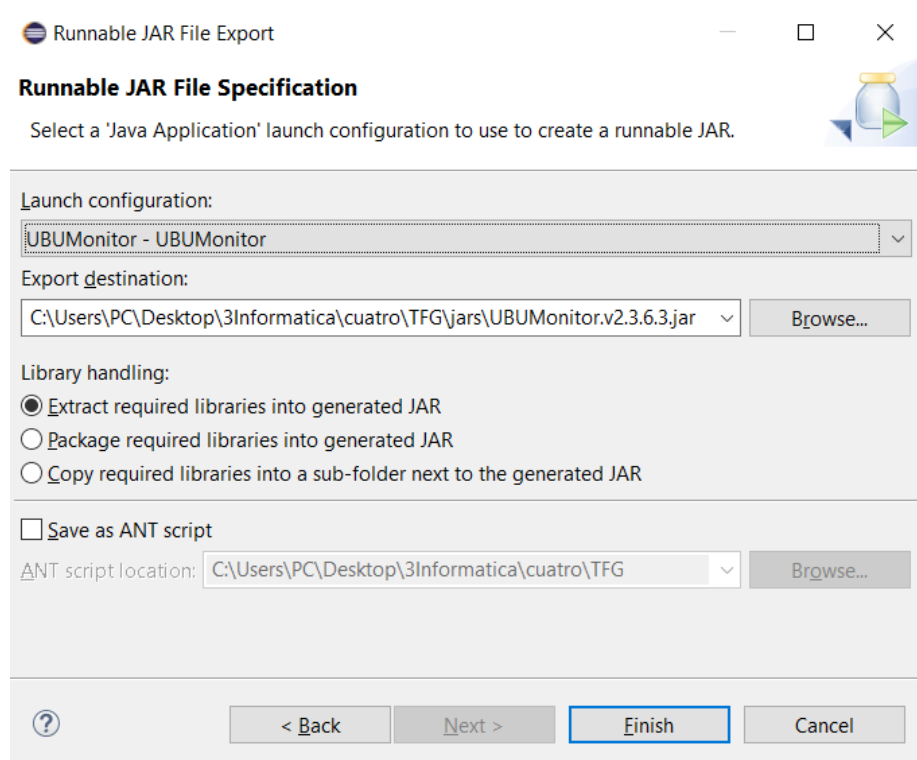 Runnable JAR File Export
Runnable JAR File Specification
Select a 'Java Application' launch configuration to use to create a runnable JAR.
Launch configuration:
UBUMonitor - UBUMonitor
Export destination:
C:\Users\PC\Desktop\3Informatica\cuatro\TFG\jars\UBUMonitor.v2.3.6.3.jar
Browse...
Library handling:
Extract required libraries into generated JAR
Package required libraries into generated JAR
Copy required libraries into a sub-folder next to the generated JAR
Save as ANT script
ANT script location: C:\Users\PC\Desktop\3Informatica\cuatro\TFG Browse...
? < Back Next > Finish Cancel